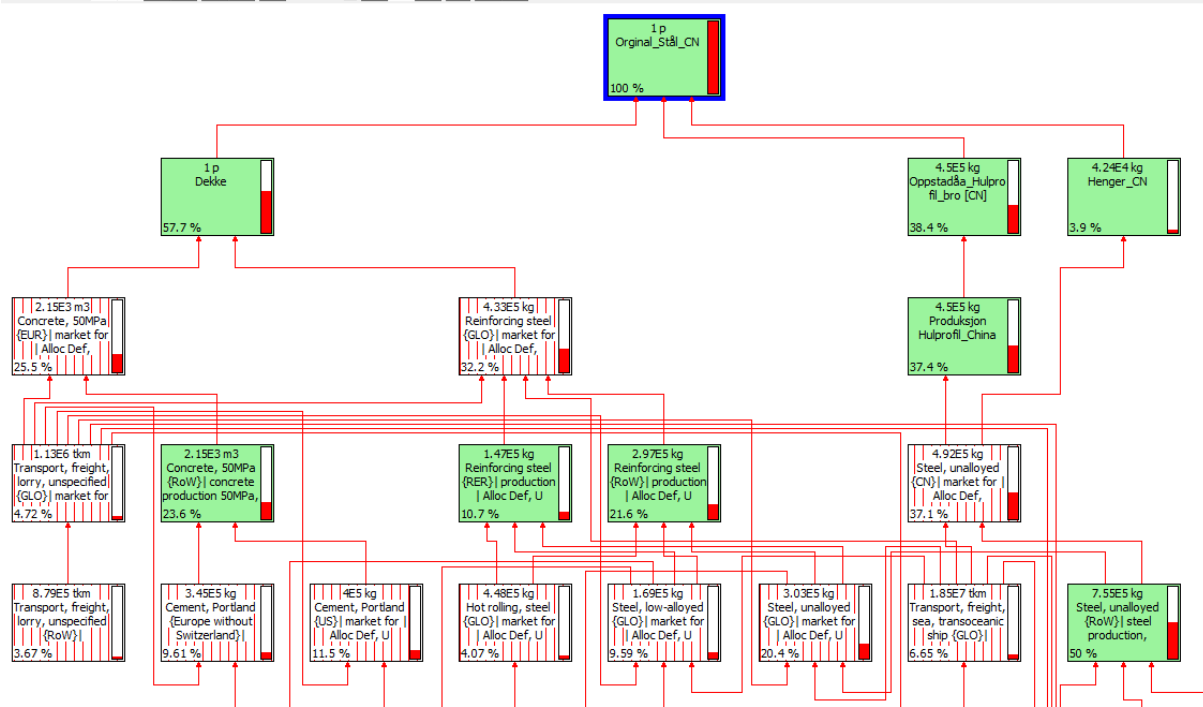 1 p
Orginal_Stål_CN
100 %
1 p
Dekke
57.7 %
4.5E5 kg
Oppstadåa_Hulpro
fil_bro [CN]
38.4 %
4.24E4 kg
Henger_CN
3.9 %
2.15E3 m3
Concrete, 50MPa
{EUR}| market for
| Alloc Def,
25.5 %
4.33E5 kg
Reinforcing steel
{GLO}| market for
| Alloc Def,
32.2 %
4.5E5 kg
Produksjon
Hulprofil_China
37.4 %
1.13E6 tkm
Transport, freight,
lorry, unspecified
{GLO}| market for
4.72 %
2.15E3 m3
Concrete, 50MPa
{RoW}| concrete
production 50MPa,
23.6 %
1.47E5 kg
Reinforcing steel
{RER}| production
| Alloc Def, U
10.7 %
2.97E5 kg
Reinforcing steel
{RoW}| production
| Alloc Def, U
21.6 %
4.92E5 kg
Steel, unalloyed
{CN}| market for |
Alloc Def,
37.1 %
8.79E5 tkm
Transport, freight,
lorry, unspecified
{RoW}|
3.67 %
3.45E5 kg
Cement, Portland
{Europe without
Switzerland}|
9.61 %
4E5 kg
Cement, Portland
{US}| market for |
Alloc Def, U
11.5 %
4.48E5 kg
Hot rolling, steel
{GLO}| market for
| Alloc Def, U
4.07 %
1.69E5 kg
Steel, low-alloyed
{GLO}| market for
| Alloc Def, U
9.59 %
3.03E5 kg
Steel, unalloyed
{GLO}| market for
| Alloc Def, U
20.4 %
1.85E7 tkm
Transport, freight,
sea, transoceanic
ship {GLO}|
6.65 %
7.55E5 kg
Steel, unalloyed
{RoW}| steel
production,
50 %